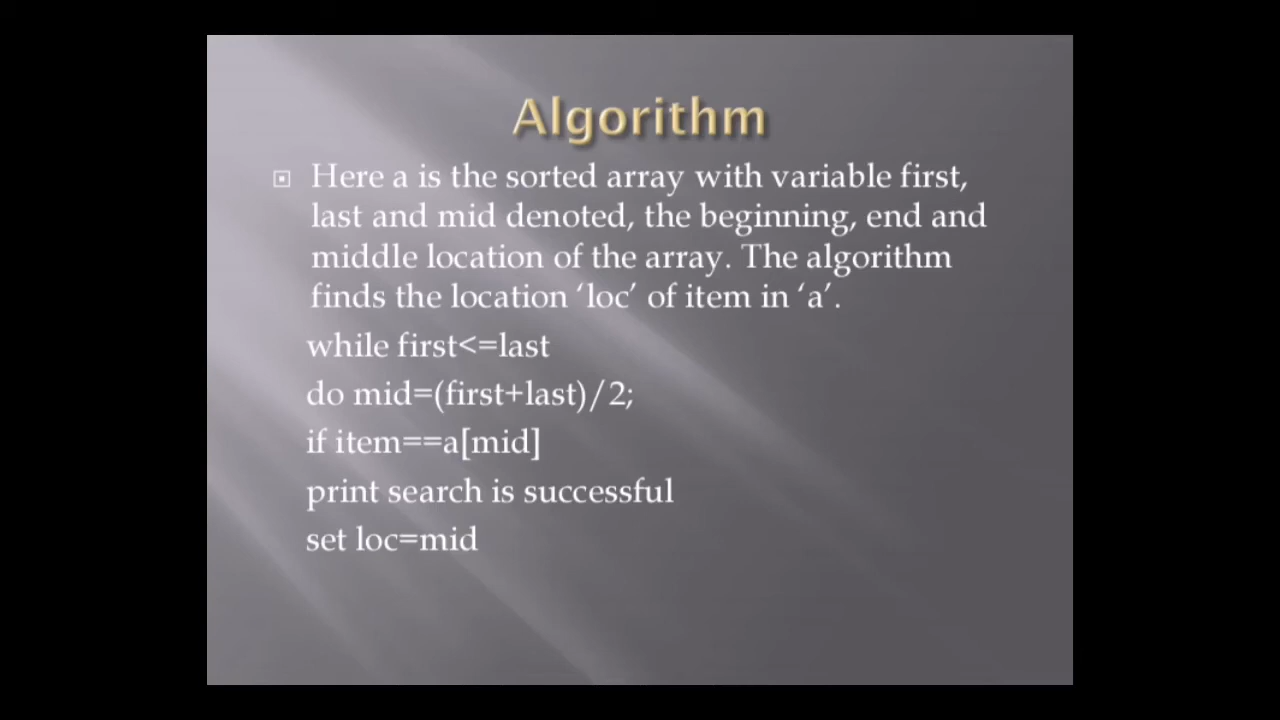 Algorithm
Here a is the sorted array with variable first,
last and mid denoted, the beginning, end and
middle location of the array. The algorithm
finds the location ‘loc’ of item in ‘a’.
while first<=last
do mid=(first+last)/2;
if item==a[mid]
print search is successful
set loc=mid